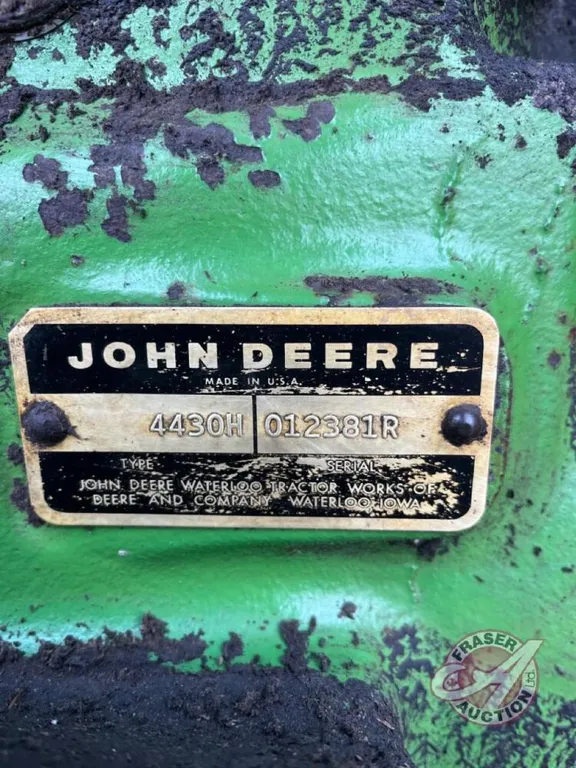 JOHN DEERE
MADE IN U.S.A.
4430H 012381R
TYPE SERIAL
JOHN DEERE WATERLOO TRACTOR WORKS OF
DEERE AND COMPANY WATERLOO IOWA
FRASER
AUCTION